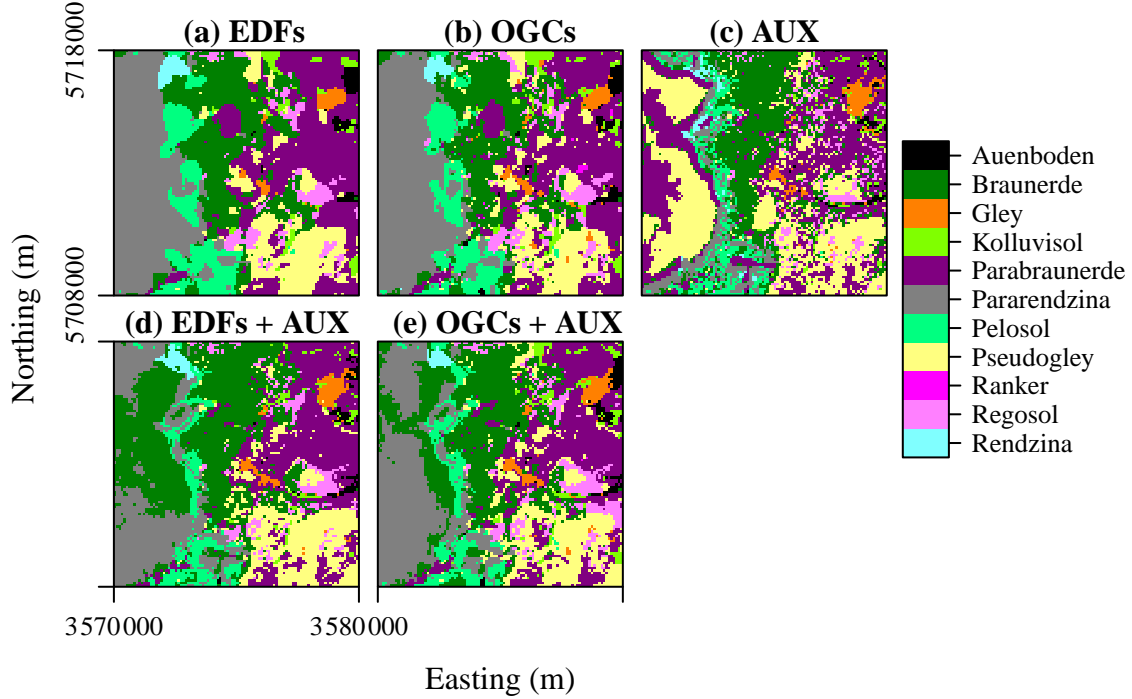 (a) EDFs
(b) OGCs
(c) AUX
5718000
5708000
Northing (m)
(d) EDFs + AUX
(e) OGCs + AUX
3570000
3580000
Easting (m)
Auenboden
Braunerde
Gley
Kolluvisol
Parabraunerde
Pararendzina
Pelosol
Pseudogley
Ranker
Regosol
Rendzina